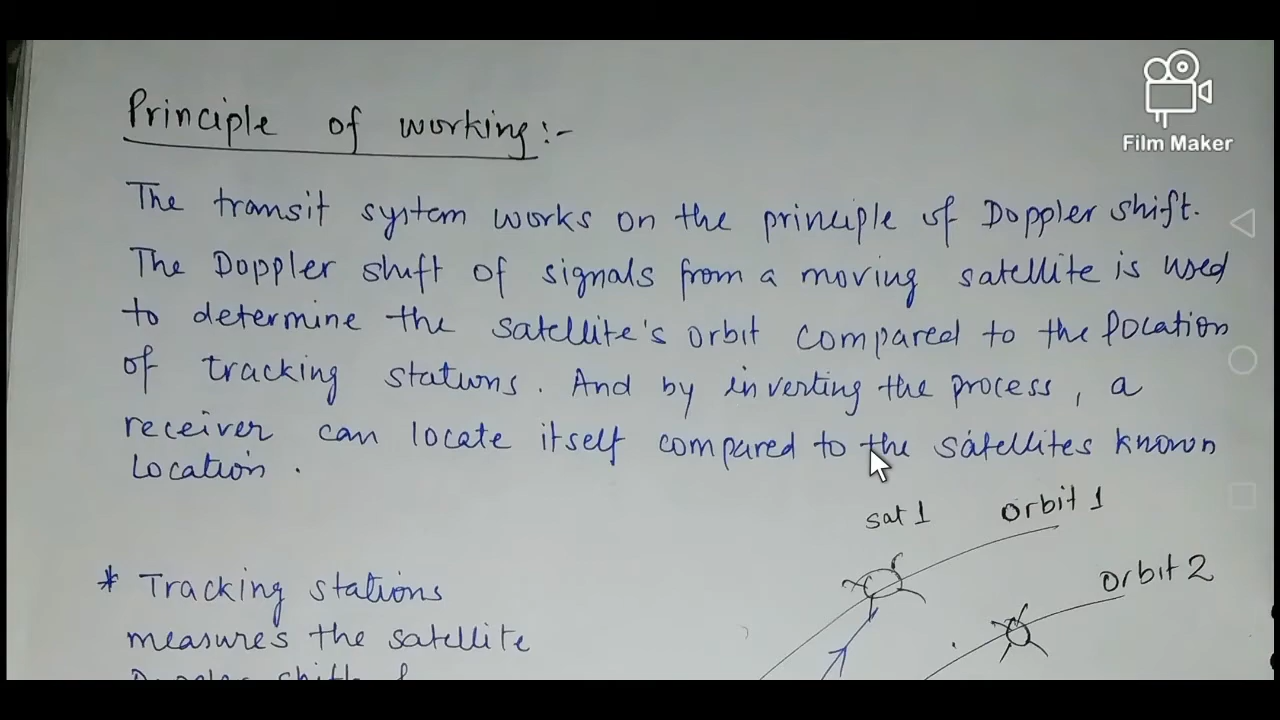 Film Maker
Principle of working:-
The transit system works on the principle of Doppler shift.
The Doppler shift of signals from a moving satellite is used
to determine the satellite's orbit compared to the location
of tracking stations. And by inverting the process, a
receiver can locate itself compared to the satellites known
location.
sat 1
orbit 1
orbit 2
* Tracking stations
measures the satellite